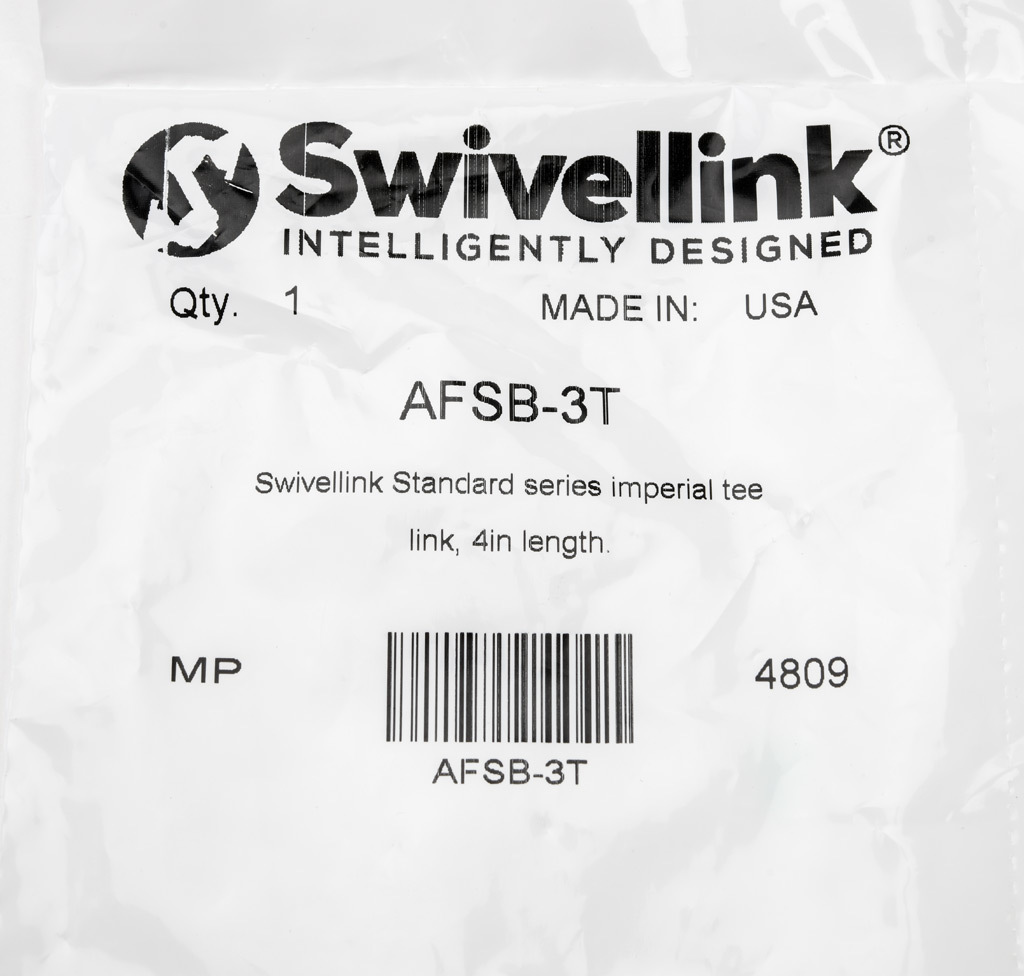 Swivellink®
INTELLIGENTLY DESIGNED
Qty. 1 MADE IN: USA
AFSB-3T
Swivellink Standard series imperial tee
link, 4in length.
MP 4809
AFSB-3T